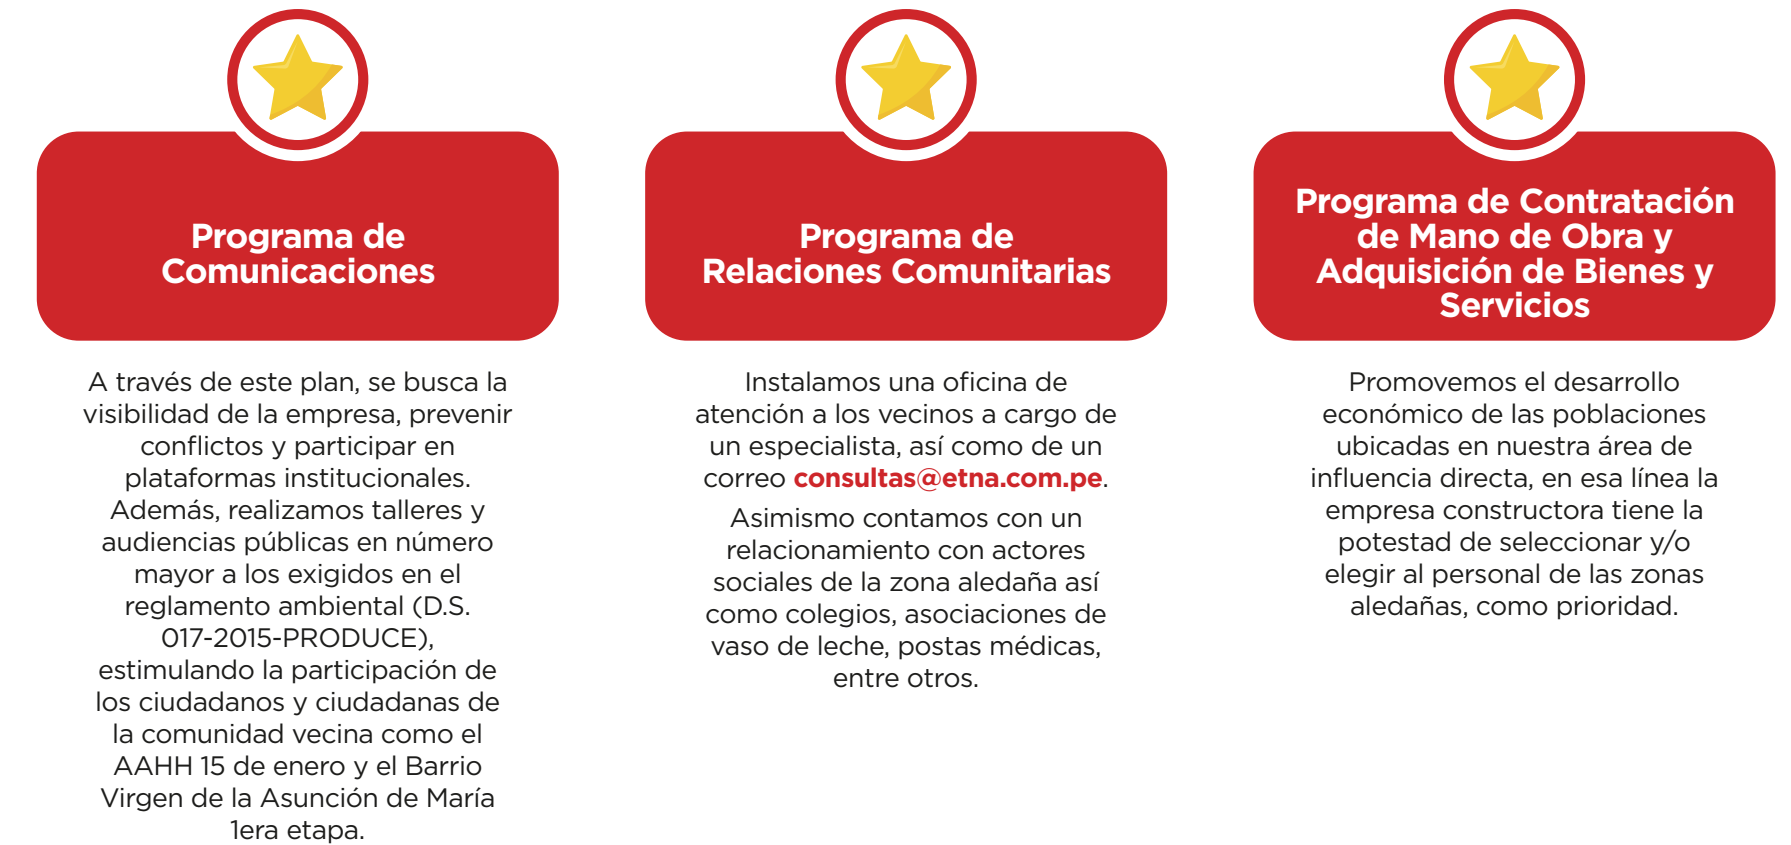 Programa de
Comunicaciones
A través de este plan, se busca la
visibilidad de la empresa, prevenir
conflictos y participar en
plataformas institucionales.
Además, realizamos talleres y
audiencias públicas en número
mayor a los exigidos en el
reglamento ambiental (D.S.
017-2015-PRODUCE),
estimulando la participación de
los ciudadanos y ciudadanas de
la comunidad vecina como el
AAHH 15 de enero y el Barrio
Virgen de la Asunción de María
1era etapa.
Programa de
Relaciones Comunitarias
Instalamos una oficina de
atención a los vecinos a cargo de
un especialista, así como de un
correo consultas@etna.com.pe.
Asimismo contamos con un
relacionamiento con actores
sociales de la zona aledaña así
como colegios, asociaciones de
vaso de leche, postas médicas,
entre otros.
Programa de Contratación
de Mano de Obra y
Adquisición de Bienes y
Servicios
Promovemos el desarrollo
económico de las poblaciones
ubicadas en nuestra área de
influencia directa, en esa línea la
empresa constructora tiene la
potestad de seleccionar y/o
elegir al personal de las zonas
aledañas, como prioridad.